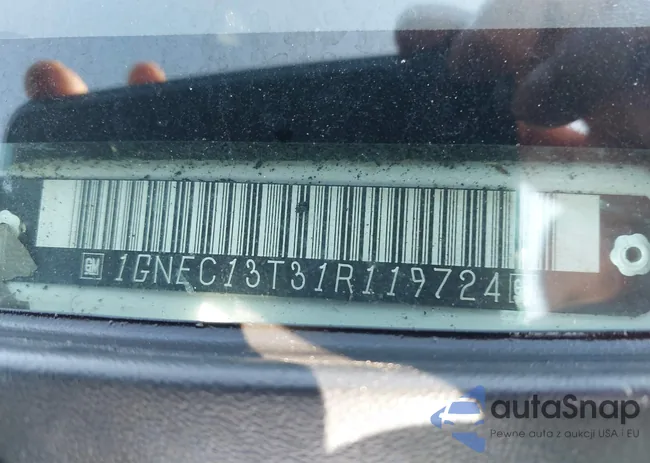 GM 1GNEC13T31R119724
autaSnap
Pewne auta z aukcji USA i EU